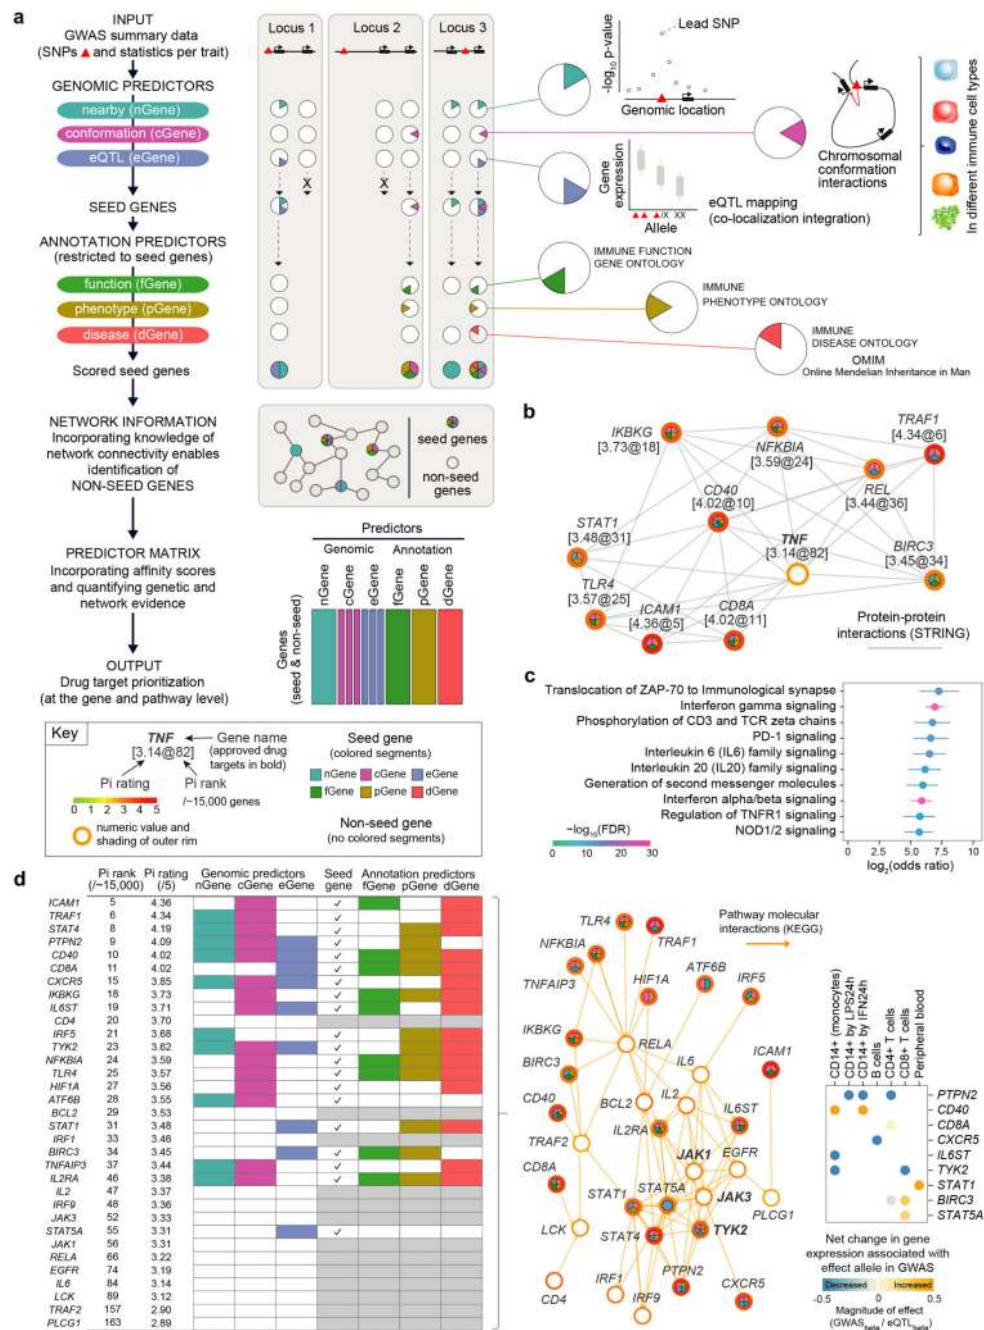 a
INPUT
GWAS summary data
(SNPs ▲ and statistics per trait)
GENOMIC PREDICTORS
nearby (nGene)
conformation (cGene)
eQTL (eGene)
SEED GENES
ANNOTATION PREDICTORS
(restricted to seed genes)
function (fGene)
phenotype (pGene)
disease (dGene)
Scored seed genes
NETWORK INFORMATION
Incorporating knowledge of
network connectivity enables
identification of
NON-SEED GENES
PREDICTOR MATRIX
Incorporating affinity scores
and quantifying genetic and
network evidence
OUTPUT
Drug target prioritization
(at the gene and pathway level)
Locus 1
Locus 2
Locus 3
X
X
-log10 p-value
Lead SNP
Genomic location
Gene
expression
▲▲ ▲/X XX
Allele
eQTL mapping
(co-localization integration)
Chromosomal
conformation
interactions
In different immune cell types
IMMUNE FUNCTION
GENE ONTOLOGY
IMMUNE
PHENOTYPE ONTOLOGY
IMMUNE
DISEASE ONTOLOGY
OMIM
Online Mendelian Inheritance in Man
seed genes
non-seed
genes
Predictors
Genomic Annotation
nGene
cGene
eGene
fGene
pGene
dGene
Genes
(seed & non-seed)
Key
TNF
[3.14@82]
Gene name
(approved drug
targets in bold)
Pi rating
Pi rank
/~15,000 genes
0 1 2 3 4 5
numeric value and
shading of outer rim
Seed gene
(colored segments)
nGene cGene eGene
fGene pGene dGene
Non-seed gene
(no colored segments)
b
IKBKG
[3.73@18]
NFKBIA
[3.59@24]
TRAF1
[4.34@6]
REL
[3.44@36]
CD40
[4.02@10]
STAT1
[3.48@31]
TNF
[3.14@82]
BIRC3
[3.45@34]
TLR4
[3.57@25]
ICAM1
[4.36@5]
CD8A
[4.02@11]
Protein-protein
interactions (STRING)
c
Translocation of ZAP-70 to Immunological synapse
Interferon gamma signaling
Phosphorylation of CD3 and TCR zeta chains
PD-1 signaling
Interleukin 6 (IL6) family signaling
Interleukin 20 (IL20) family signaling
Generation of second messenger molecules
Interferon alpha/beta signaling
Regulation of TNFR1 signaling
NOD1/2 signaling
−log10(FDR)
0 10 20 30
2.5 5.0 7.5 10.0
log2(odds ratio)
d
Pi rank
(/~15,000)
Pi rating
(/5)
Genomic predictors
nGene cGene eGene
Seed
gene
Annotation predictors
fGene pGene dGene
ICAM1 5 4.36 ✓
TRAF1 6 4.34 ✓
STAT4 8 4.19 ✓
PTPN2 9 4.09 ✓
CD40 10 4.02 ✓
CD8A 11 4.02 ✓
CXCR5 15 3.85 ✓
IKBKG 18 3.73 ✓
IL6ST 19 3.71 ✓
CD4 20 3.70
IRF5 21 3.68 ✓
TYK2 23 3.62 ✓
NFKBIA 24 3.59 ✓
TLR4 25 3.57 ✓
HIF1A 27 3.56 ✓
ATF6B 28 3.55 ✓
BCL2 29 3.53
STAT1 31 3.48 ✓
IRF1 33 3.46
BIRC3 34 3.45 ✓
TNFAIP3 37 3.44 ✓
IL2RA 46 3.38 ✓
IL2 47 3.37
IRF9 48 3.36
JAK3 52 3.33
STAT5A 55 3.31 ✓
JAK1 56 3.31
RELA 66 3.22
EGFR 74 3.19
IL6 84 3.14
LCK 89 3.12
TRAF2 157 2.90
PLCG1 163 2.89
Pathway molecular
interactions (KEGG)
TLR4
NFKBIA
TRAF1
TNFAIP3
HIF1A
ATF6B
IRF5
IKBKG
RELA
BIRC3
IL6
ICAM1
CD40
BCL2
IL2
IL6ST
TRAF2
IL2RA
JAK1
EGFR
CD8A
STAT1
STAT5A
JAK3
PLCG1
LCK
STAT4
TYK2
CD4
IRF1
PTPN2
IRF9
CXCR5
CD14+ (monocytes)
CD14+ by LPS24h
CD14+ by IFN24h
B cells
CD4+ T cells
CD8+ T cells
Peripheral blood
PTPN2
CD40
CD8A
CXCR5
IL6ST
TYK2
STAT1
BIRC3
STAT5A
Net change in gene
expression associated with
effect allele in GWAS
Decreased Increased
-0.5 0 0.5
Magnitude of effect
(GWASbeta / eQTLbeta)